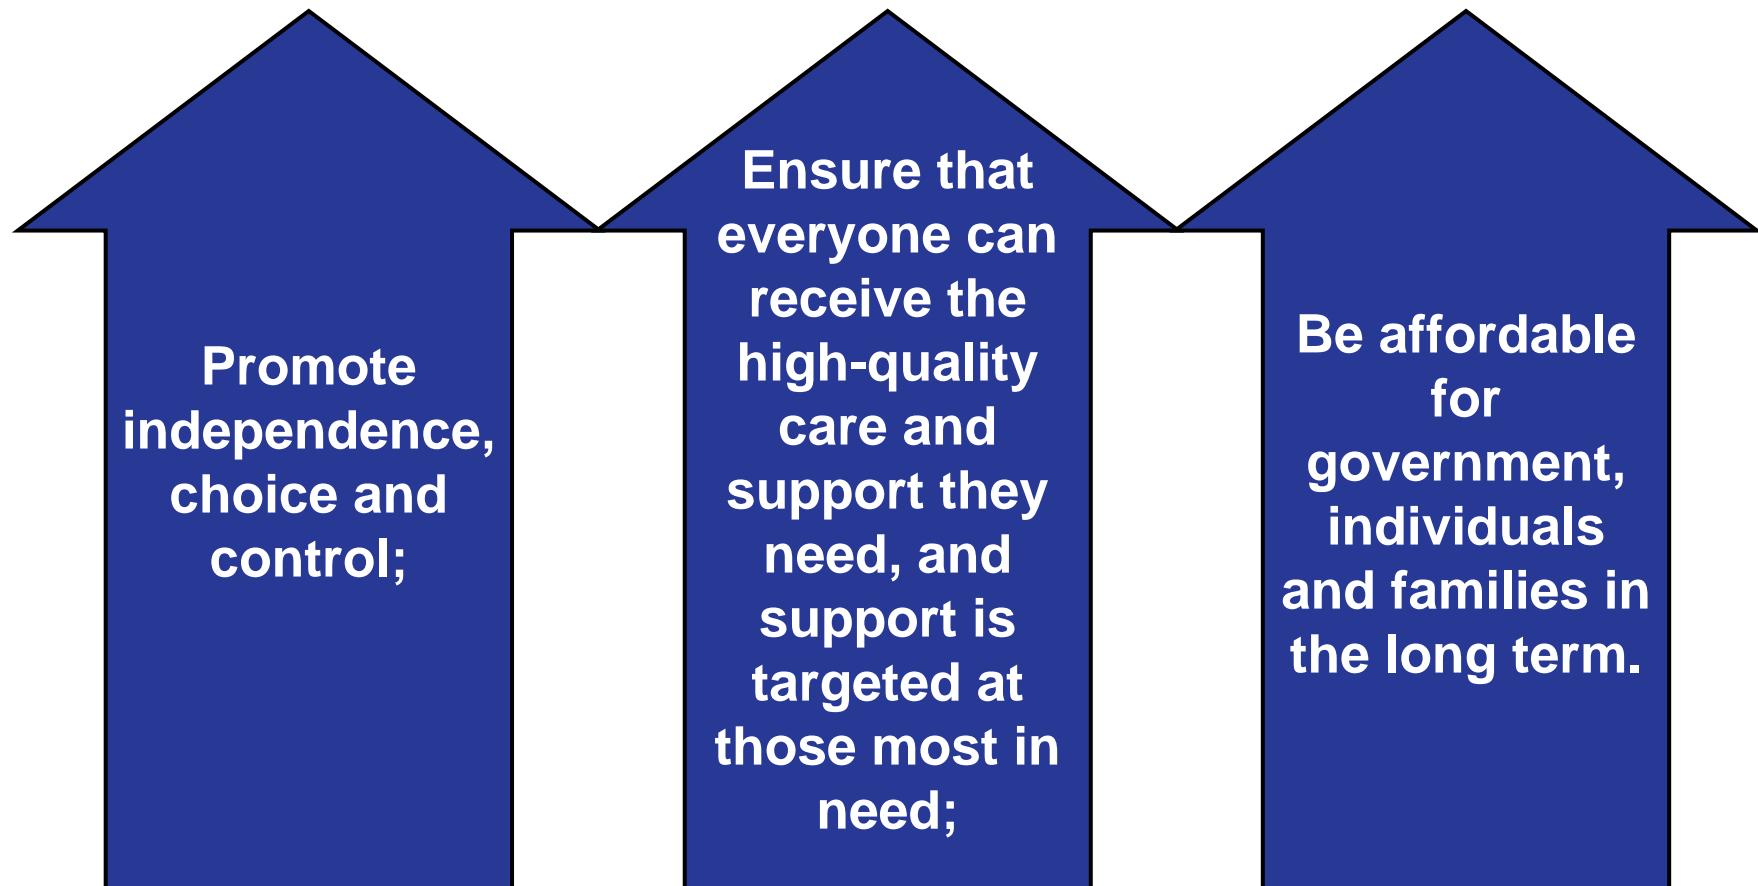 Promote
independence,
choice and
control;
Ensure that
everyone can
receive the
high-quality
care and
support they
need, and
support is
targeted at
those most in
need;
Be affordable
for
government,
individuals
and families in
the long term.